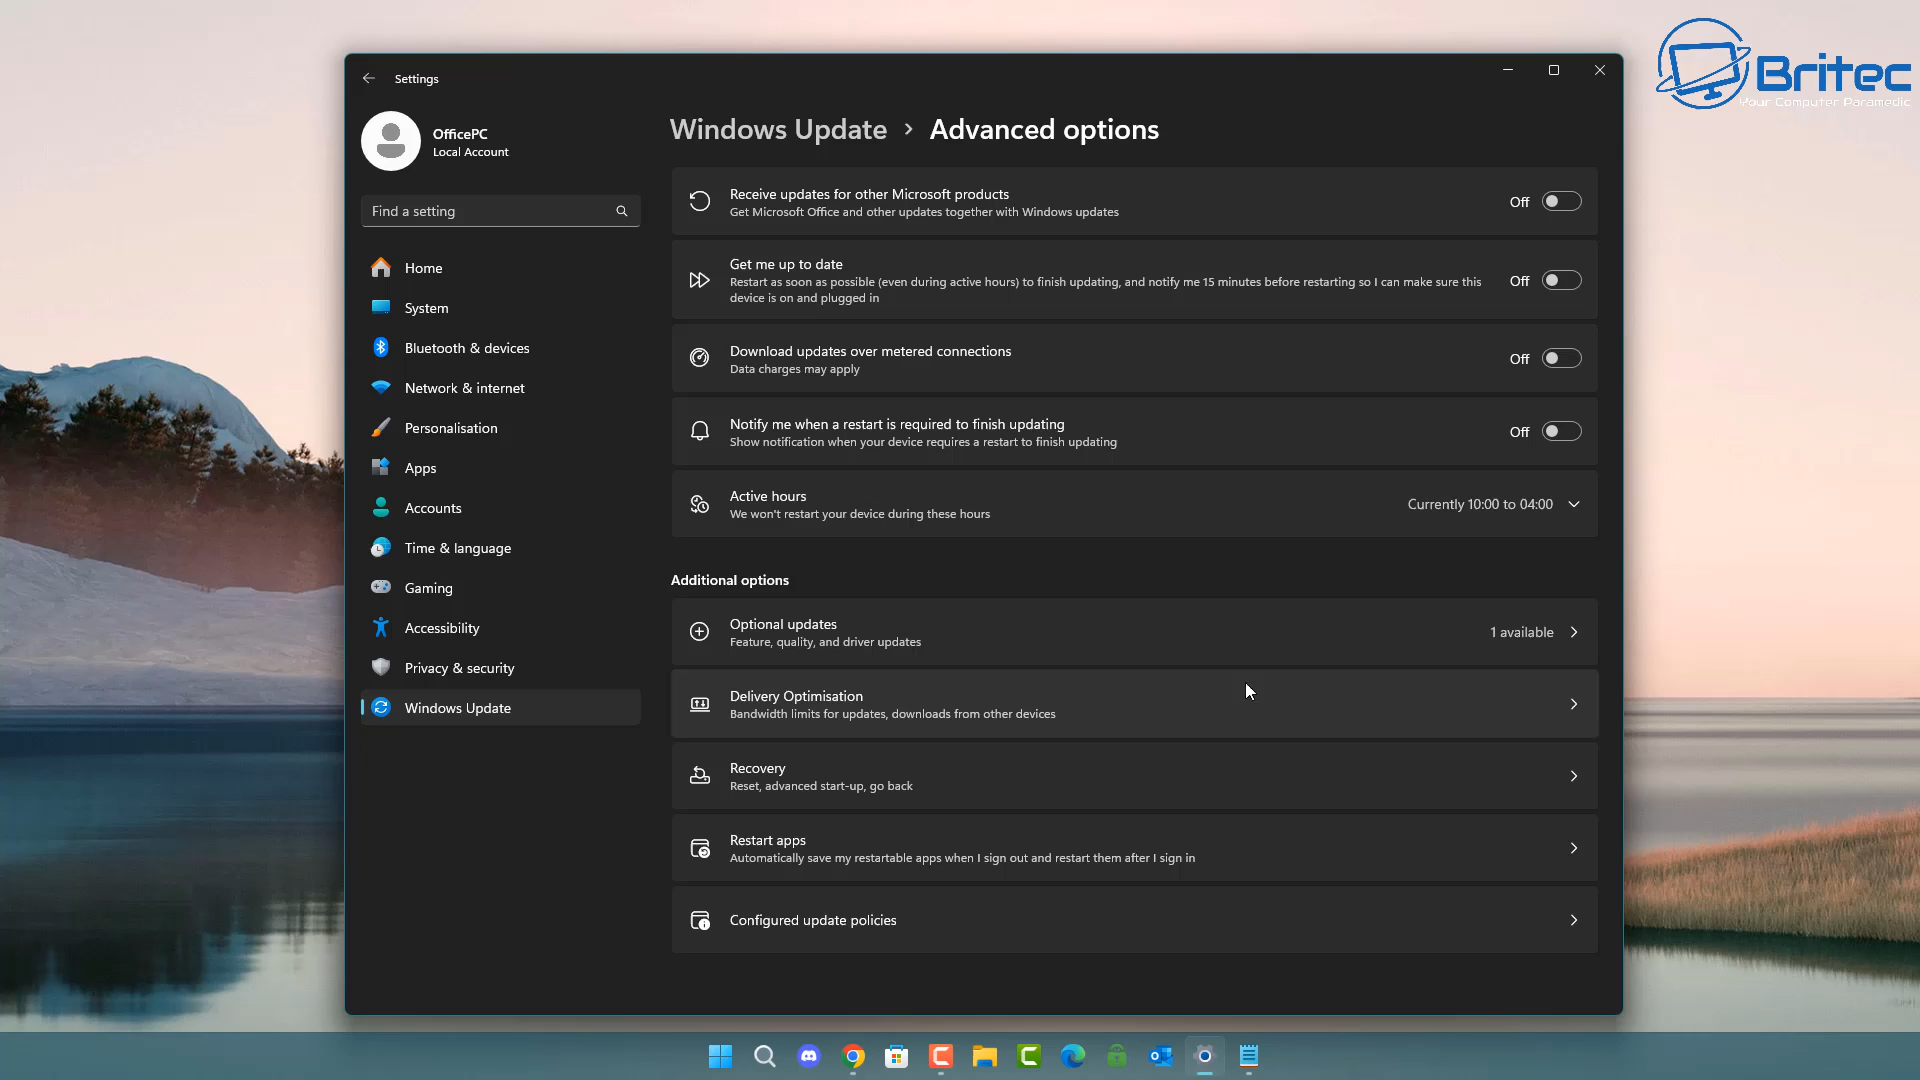 Britec
Your Computer Paramedic
Settings
OfficePC
Local Account
Find a setting
Home
System
Bluetooth & devices
Network & internet
Personalisation
Apps
Accounts
Time & language
Gaming
Accessibility
Privacy & security
Windows Update
Windows Update > Advanced options
Receive updates for other Microsoft products
Get Microsoft Office and other updates together with Windows updates
Off
Get me up to date
Restart as soon as possible (even during active hours) to finish updating, and notify me 15 minutes before restarting so I can make sure this
device is on and plugged in
Off
Download updates over metered connections
Data charges may apply
Off
Notify me when a restart is required to finish updating
Show notification when your device requires a restart to finish updating
Off
Active hours
We won't restart your device during these hours
Currently 10:00 to 04:00
Additional options
Optional updates
Feature, quality, and driver updates
1 available
Delivery Optimisation
Bandwidth limits for updates, downloads from other devices
Recovery
Reset, advanced start-up, go back
Restart apps
Automatically save my restartable apps when I sign out and restart them after I sign in
Configured update policies